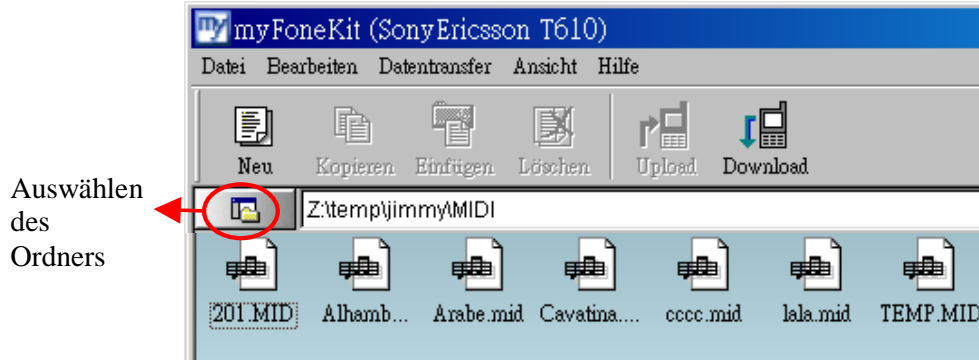 my myFoneKit (SonyEricsson T610)
Datei Bearbeiten Datentransfer Ansicht Hilfe
Neu Kopieren Einfügen Löschen Upload Download
Auswählen
des
Ordners
Z:\temp\jimmy\MIDI
201.MID Alhamb... Arabe.mid Cavatina.... cccc.mid lala.mid TEMP.MID